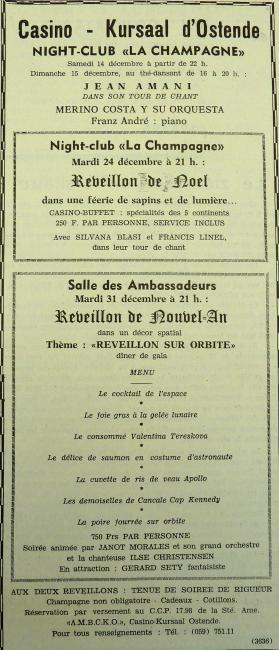 Casino - Kursaal d'Ostende
NIGHT-CLUB «LA CHAMPAGNE»
Samedi 14 décembre à partir de 22 h.
Dimanche 15 décembre, au thé-dansant de 16 à 20 h. :
JEAN AMANI
DANS SON TOUR DE CHANT
MERINO COSTA Y SU ORQUESTA
Franz André : piano
Night-club «La Champagne»
Mardi 24 décembre à 21 h. :
Reveillon de Noel
dans une féerie de sapins et de lumière...
CASINO-BUFFET : spécialités des 5 continents
250 F. PAR PERSONNE, SERVICE INCLUS
Avec SILVANA BLASI et FRANCIS LINEL,
dans leur tour de chant
Salle des Ambassadeurs
Mardi 31 décembre à 21 h. :
Reveillon de Nouvel-An
dans un décor spatial
Thème : «REVEILLON SUR ORBITE»
dîner de gala
MENU
Le cocktail de l'espace
*
Le foie gras à la gelée lunaire
*
Le consommé Valentina Tereskova
*
Le délice de saumon en costume d'astronaute
*
La cuvette de ris de veau Apollo
*
Les demoiselles de Cancale Cap Kennedy
*
La poire fourrée sur orbite
750 Frs PAR PERSONNE
Soirée animée par JANOT MORALES et son grand orchestre
et la chanteuse ILSE CHRISTENSEN
En attraction : GERARD SETY fantaisiste
AUX DEUX REVEILLONS : TENUE DE SOIREE DE RIGUEUR
Champagne non obligatoire - Cadeaux - Cotillons.
Réservation par versement au C.C.P. 17.98 de la Sté. Ame.
«A.M.B.C.K.O.», Casino-Kursaal Ostende.
Pour tous renseignements : Tél. : (059) 751.11
(3636)